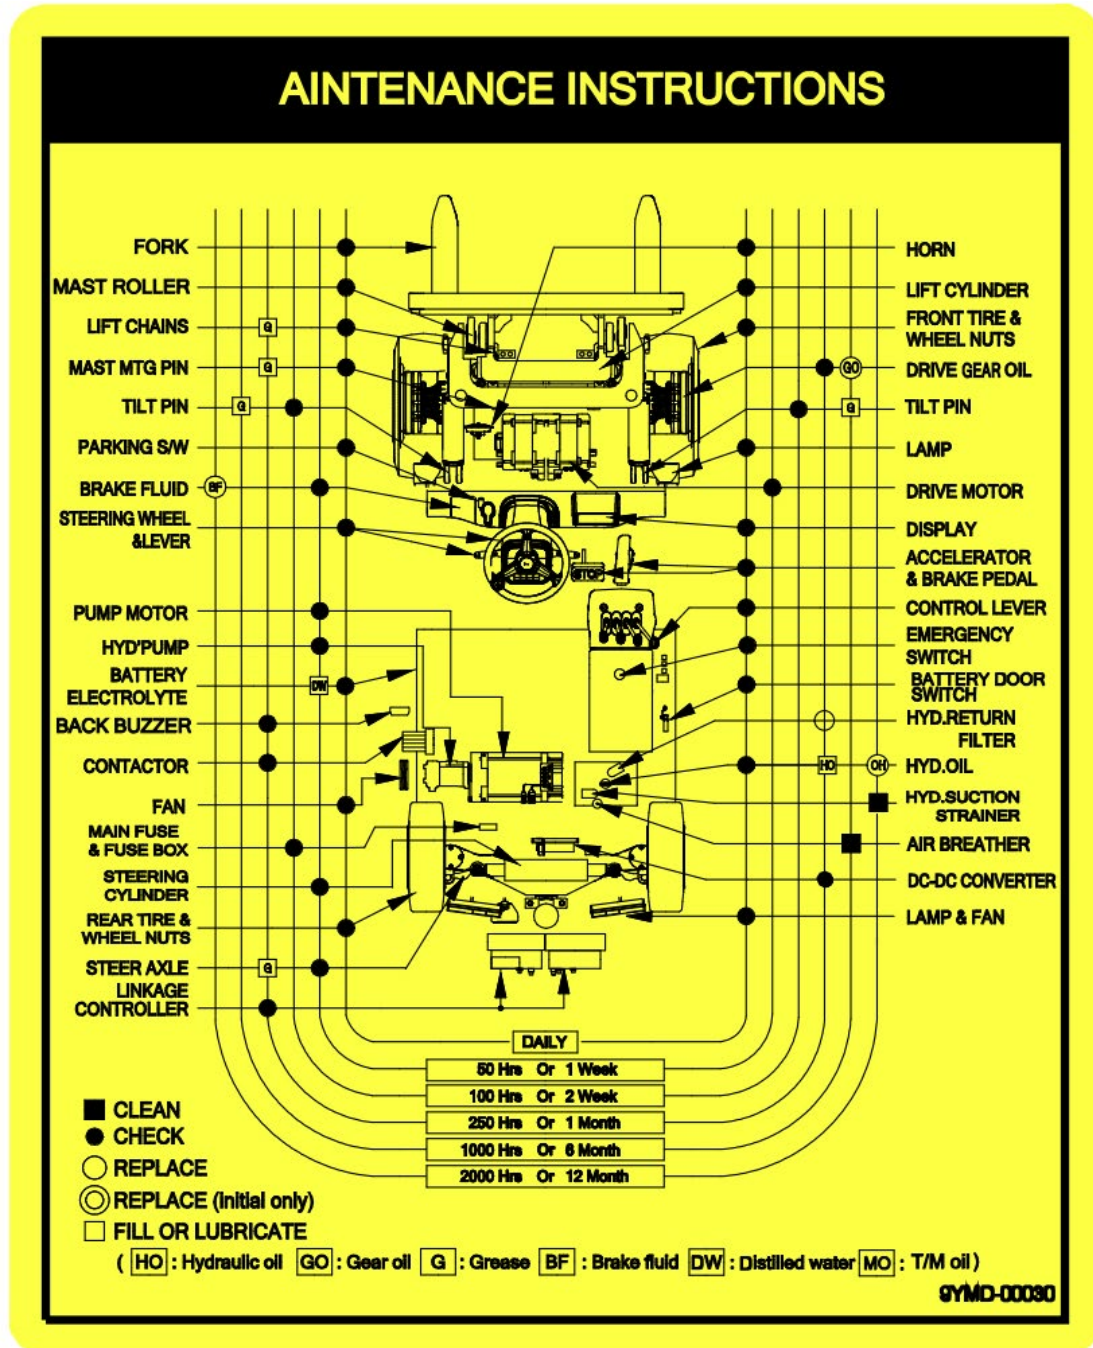 AINTENANCE INSTRUCTIONS
FORK
MAST ROLLER
LIFT CHAINS
G
MAST MTG PIN
G
TILT PIN
G
PARKING S/W
BRAKE FLUID
BF
STEERING WHEEL
&LEVER
PUMP MOTOR
HYD'PUMP
BATTERY
ELECTROLYTE
DW
BACK BUZZER
CONTACTOR
FAN
MAIN FUSE
& FUSE BOX
STEERING
CYLINDER
REAR TIRE &
WHEEL NUTS
STEER AXLE
LINKAGE
G
CONTROLLER
STOP
HORN
LIFT CYLINDER
FRONT TIRE &
WHEEL NUTS
GO
DRIVE GEAR OIL
G
TILT PIN
LAMP
DRIVE MOTOR
DISPLAY
ACCELERATOR
& BRAKE PEDAL
CONTROL LEVER
EMERGENCY
SWITCH
BATTERY DOOR
SWITCH
HYD.RETURN
FILTER
HO
OH
HYD.OIL
HYD.SUCTION
STRAINER
AIR BREATHER
DC-DC CONVERTER
LAMP & FAN
DAILY
50 Hrs Or 1 Week
100 Hrs Or 2 Week
250 Hrs Or 1 Month
1000 Hrs Or 6 Month
2000 Hrs Or 12 Month
CLEAN
CHECK
REPLACE
REPLACE (initial only)
FILL OR LUBRICATE
( HO : Hydraulic oil GO : Gear oil G : Grease BF : Brake fluid DW : Distilled water MO : T/M oil )
9YMD-00030